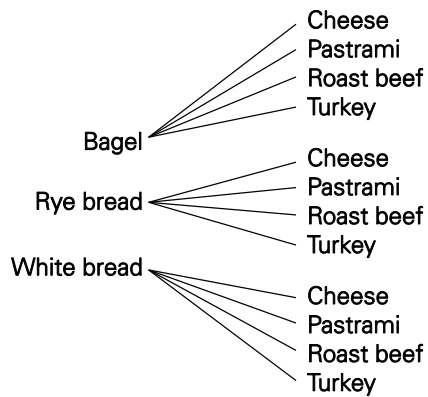 Bagel
Cheese
Pastrami
Roast beef
Turkey
Rye bread
Cheese
Pastrami
Roast beef
Turkey
White bread
Cheese
Pastrami
Roast beef
Turkey